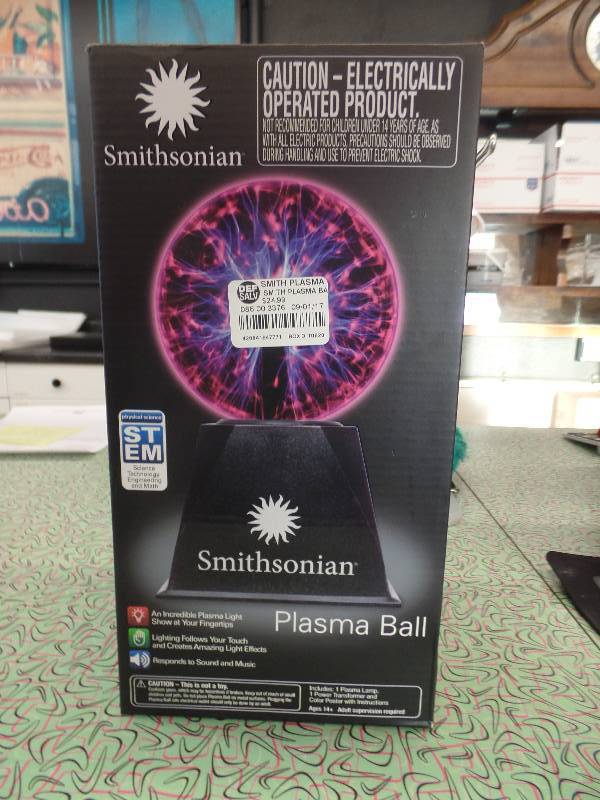 Smithsonian
CAUTION – ELECTRICALLY
OPERATED PRODUCT.
NOT RECOMMENDED FOR CHILDREN UNDER 14 YEARS OF AGE. AS
WITH ALL ELECTRIC PRODUCTS, PRECAUTIONS SHOULD BE OBSERVED
DURING HANDLING AND USE TO PREVENT ELECTRIC SHOCK.
SMITH PLASMA
SMITH PLASMA BA
$24.99
physical science
ST
EM
Science
Technology
Engineering
and Math
Smithsonian
Plasma Ball
An Incredible Plasma Light
Show at Your Fingertips
Lighting Follows Your Touch
and Creates Amazing Light Effects
Responds to Sound and Music
CAUTION – This is not a toy.
Includes: 1 Plasma Lamp,
1 Power Transformer and
Color Poster with Instructions
Ages 14+ Adult supervision required